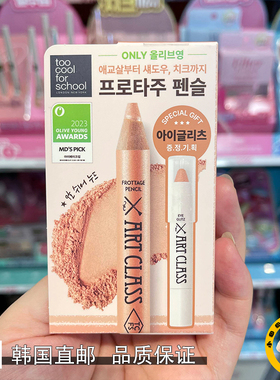 too
cool
for
school
ONLY 올리브영
애교살부터 섀도우, 치크까지
프로타주 펜슬
2023
OLIVE YOUNG
AWARDS
MD'S PICK
SPECIAL GIFT
아이글리츠
증.정.기.획
FROTTAGE
PENCIL
ART CLASS
EYE
GLITZ
ART CLASS
韩国直邮 品质保证